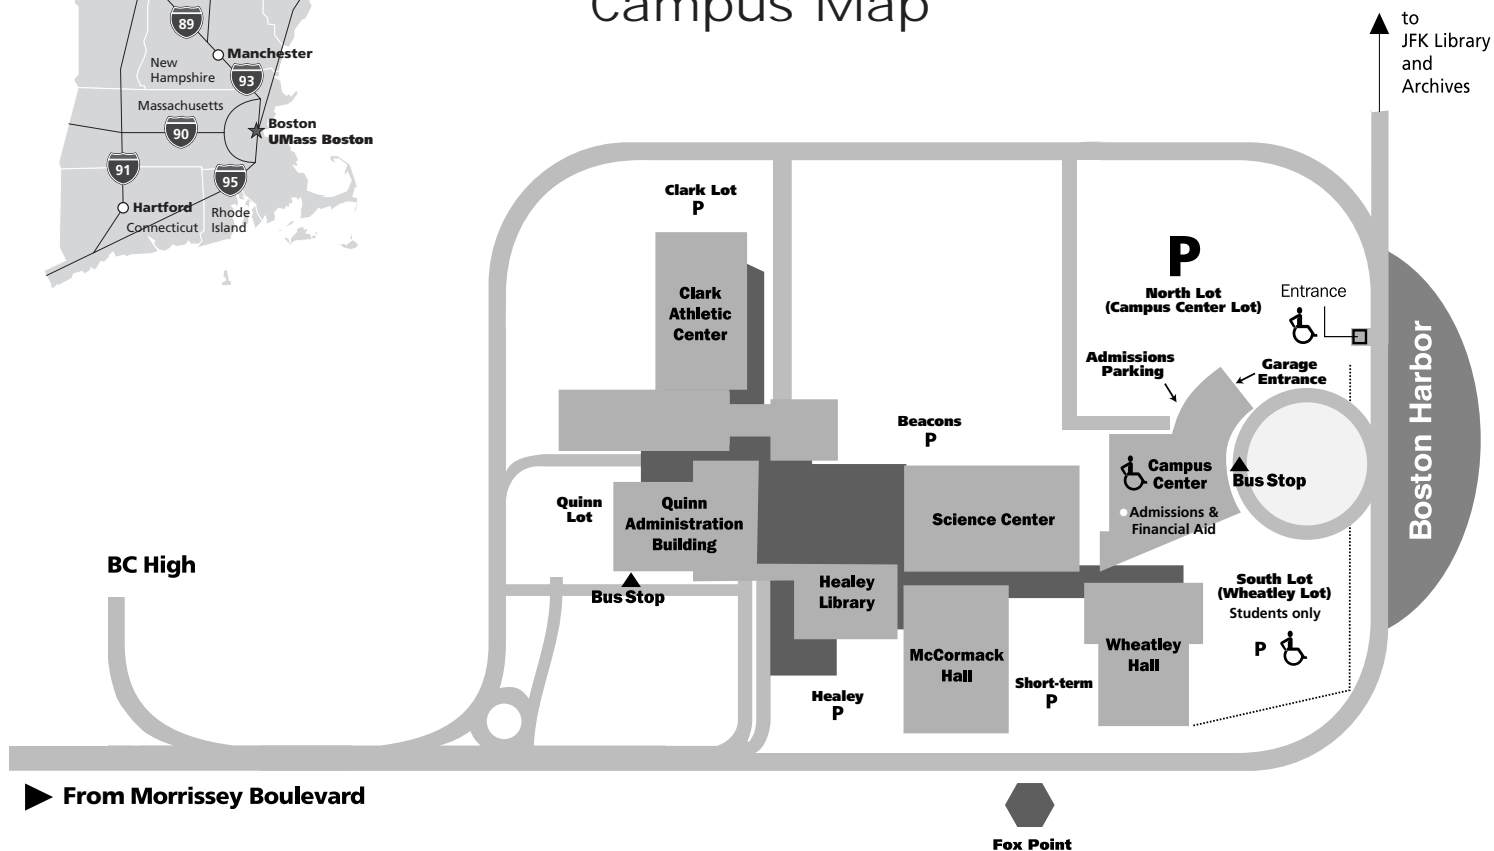 Campus Map
89
Manchester
New
Hampshire
93
Massachusetts
90
Boston
UMass Boston
91
95
Hartford
Rhode
Island
Connecticut
to
JFK Library
and
Archives
Clark Lot
P
Clark
Athletic
Center
P
North Lot
(Campus Center Lot)
Entrance
Admissions
Parking
Garage
Entrance
Boston Harbor
Beacons
P
Campus
Center
Bus Stop
Admissions &
Financial Aid
Quinn
Lot
Quinn
Administration
Building
Science Center
BC High
Bus Stop
Healey
Library
South Lot
(Wheatley Lot)
Students only
P
McCormack
Hall
Wheatley
Hall
Short-term
P
Healey
P
From Morrissey Boulevard
Fox Point